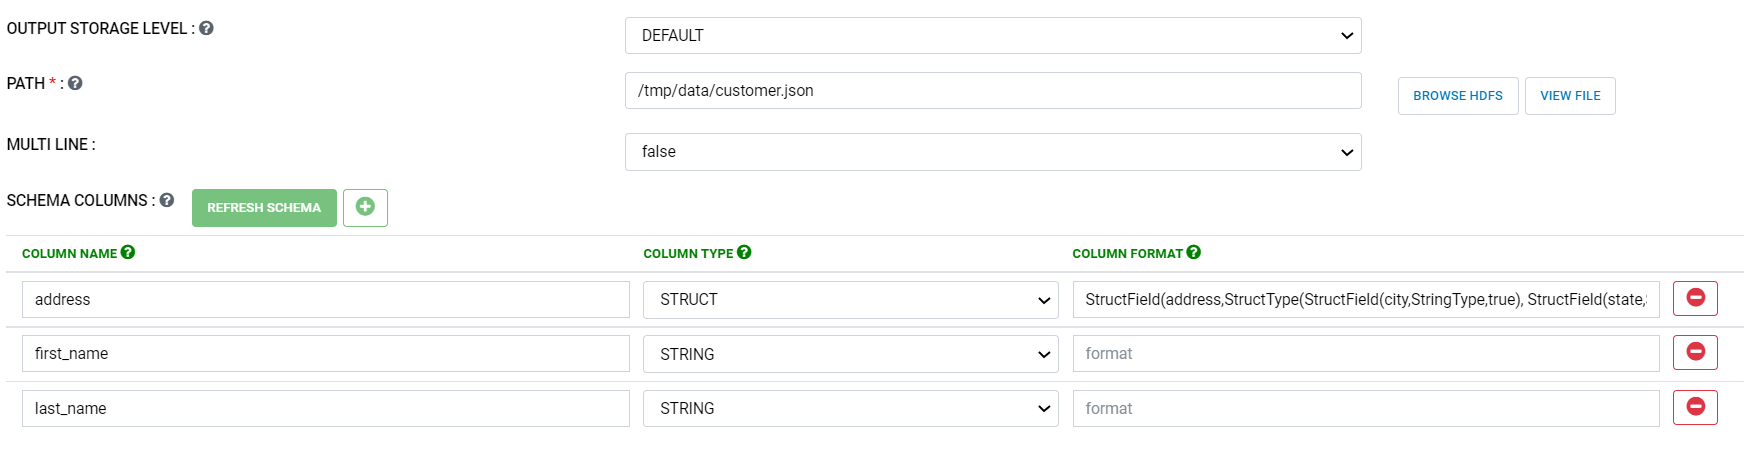 OUTPUT STORAGE LEVEL :
DEFAULT
PATH * :
/tmp/data/customer.json
BROWSE HDFS
VIEW FILE
MULTI LINE :
false
SCHEMA COLUMNS :
REFRESH SCHEMA
COLUMN NAME
COLUMN TYPE
COLUMN FORMAT
address
STRUCT
StructField(address,StructType(StructField(city,StringType,true), StructField(state,
first_name
STRING
format
last_name
STRING
format